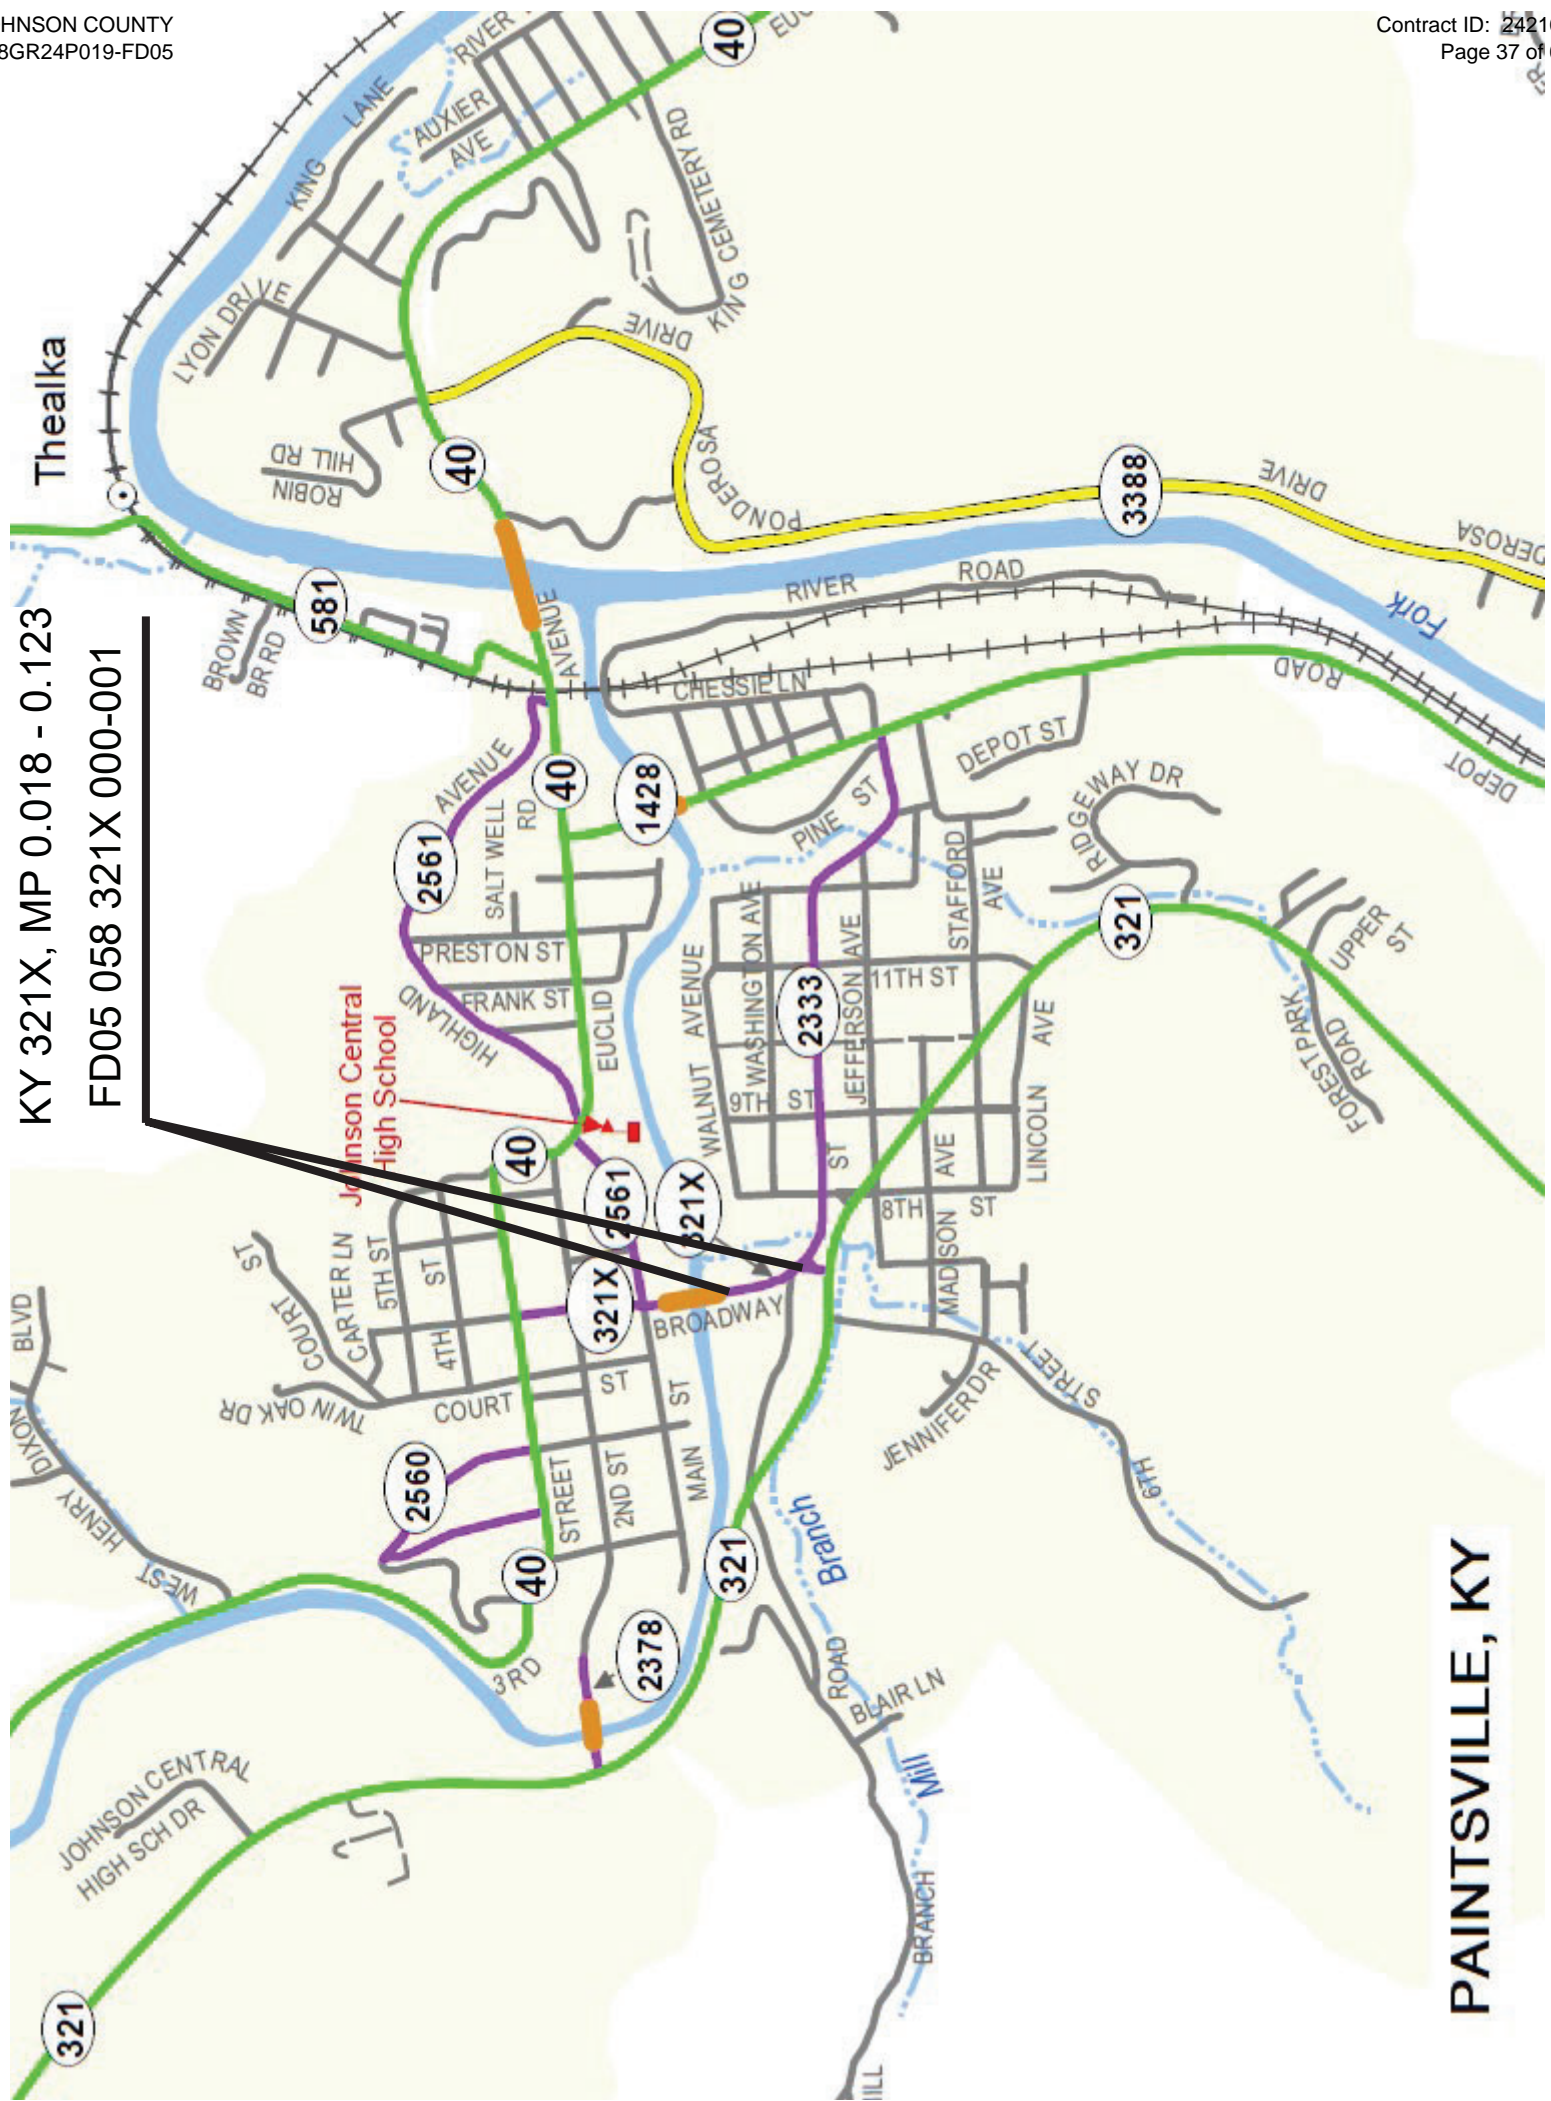 HNSON COUNTY
8GR24P019-FD05
Contract ID: 24210
Page 37 of
KY 321X, MP 0.018 - 0.123
FD05 058 321X 000-001
Thealka
PAINTSVILLE, KY
Johnson Central
High School
RIVER
AUXIER
AVE
KING
LANE
LYON DRIVE
KING CEMETERY RD
KING
ROBIN
HILL RD
40
40
40
40
40
DRIVE
PONDEROSA
3388
DRIVE
DEROSA
Fork
581
BROWN
BR RD
AVENUE
RIVER
ROAD
CHESSIE LN
ROAD
DEPOT
2561
AVENUE
SALT WELL
RD
1428
PINE
ST
DEPOT ST
RIDGEWAY DR
STAFFORD
AVE
321
UPPER
ST
FOREST PARK
ROAD
PRESTON ST
FRANK ST
HIGHLAND
EUCLID
WALNUT
AVENUE
WASHINGTON AVE
2333
JEFFERSON AVE
11TH ST
9TH
ST
LINCOLN
AVE
MADISON
AVE
8TH
ST
ST
2561
321X
321X
BROADWAY
COURT
ST
CARTER LN
5TH ST
4TH
ST
TWIN OAK DR
COURT
ST
MAIN
ST
2ND ST
STREET
3RD
2560
2378
321
DIXON
BLVD
HENRY
WEST
JENNIFER DR
6TH
STREET
Branch
Mill
ROAD
BLAIR LN
BRANCH
JOHNSON CENTRAL
HIGH SCH DR
321